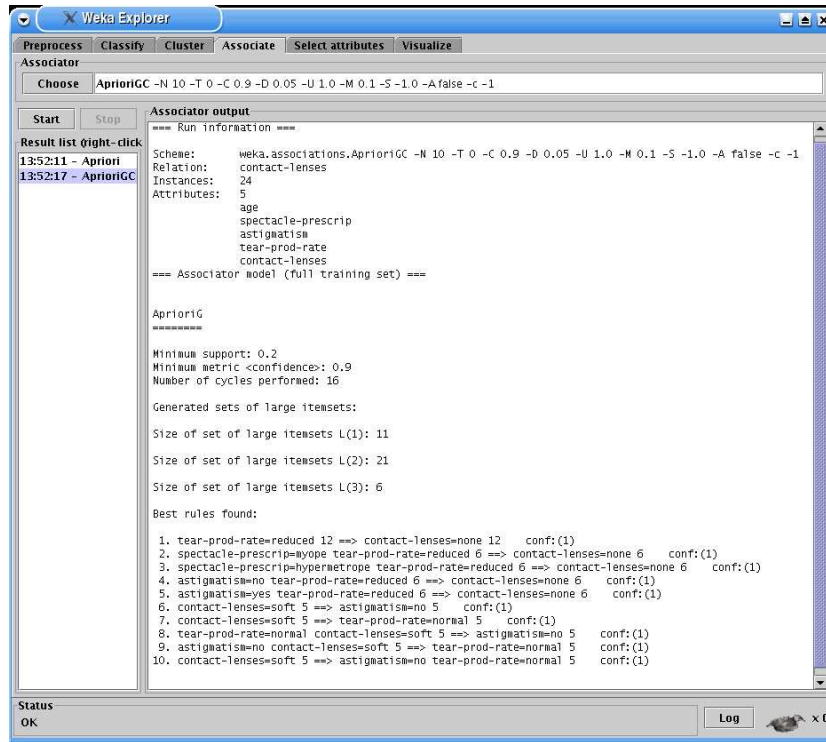 Weka Explorer
Preprocess Classify Cluster Associate Select attributes Visualize
Associator
Choose AprioriGC -N 10 -T 0 -C 0.9 -D 0.05 -U 1.0 -M 0.1 -S -1.0 -A false -c -1
Start Stop
Result list (right-click
13:52:11 - Apriori
13:52:17 - AprioriGC
Associator output
=== Run information ===
Scheme: weka.associations.AprioriGC -N 10 -T 0 -C 0.9 -D 0.05 -U 1.0 -M 0.1 -S -1.0 -A false -c -1
Relation: contact-lenses
Instances: 24
Attributes: 5
age
spectacle-prescrip
astigmatism
tear-prod-rate
contact-lenses
=== Associator model (full training set) ===
AprioriG
========
Minimum support: 0.2
Minimum metric <confidence>: 0.9
Number of cycles performed: 16
Generated sets of large itemsets:
Size of set of large itemsets L(1): 11
Size of set of large itemsets L(2): 21
Size of set of large itemsets L(3): 6
Best rules found:
1. tear-prod-rate=reduced 12 ==> contact-lenses=none 12 conf:(1)
2. spectacle-prescrip=myope tear-prod-rate=reduced 6 ==> contact-lenses=none 6 conf:(1)
3. spectacle-prescrip=hypermetrope tear-prod-rate=reduced 6 ==> contact-lenses=none 6 conf:(1)
4. astigmatism=no tear-prod-rate=reduced 6 ==> contact-lenses=none 6 conf:(1)
5. astigmatism=yes tear-prod-rate=reduced 6 ==> contact-lenses=none 6 conf:(1)
6. contact-lenses=soft 5 ==> astigmatism=no 5 conf:(1)
7. contact-lenses=soft 5 ==> tear-prod-rate=normal 5 conf:(1)
8. tear-prod-rate=normal contact-lenses=soft 5 ==> astigmatism=no 5 conf:(1)
9. astigmatism=no contact-lenses=soft 5 ==> tear-prod-rate=normal 5 conf:(1)
10. contact-lenses=soft 5 ==> astigmatism=no tear-prod-rate=normal 5 conf:(1)
Status
OK
Log
x